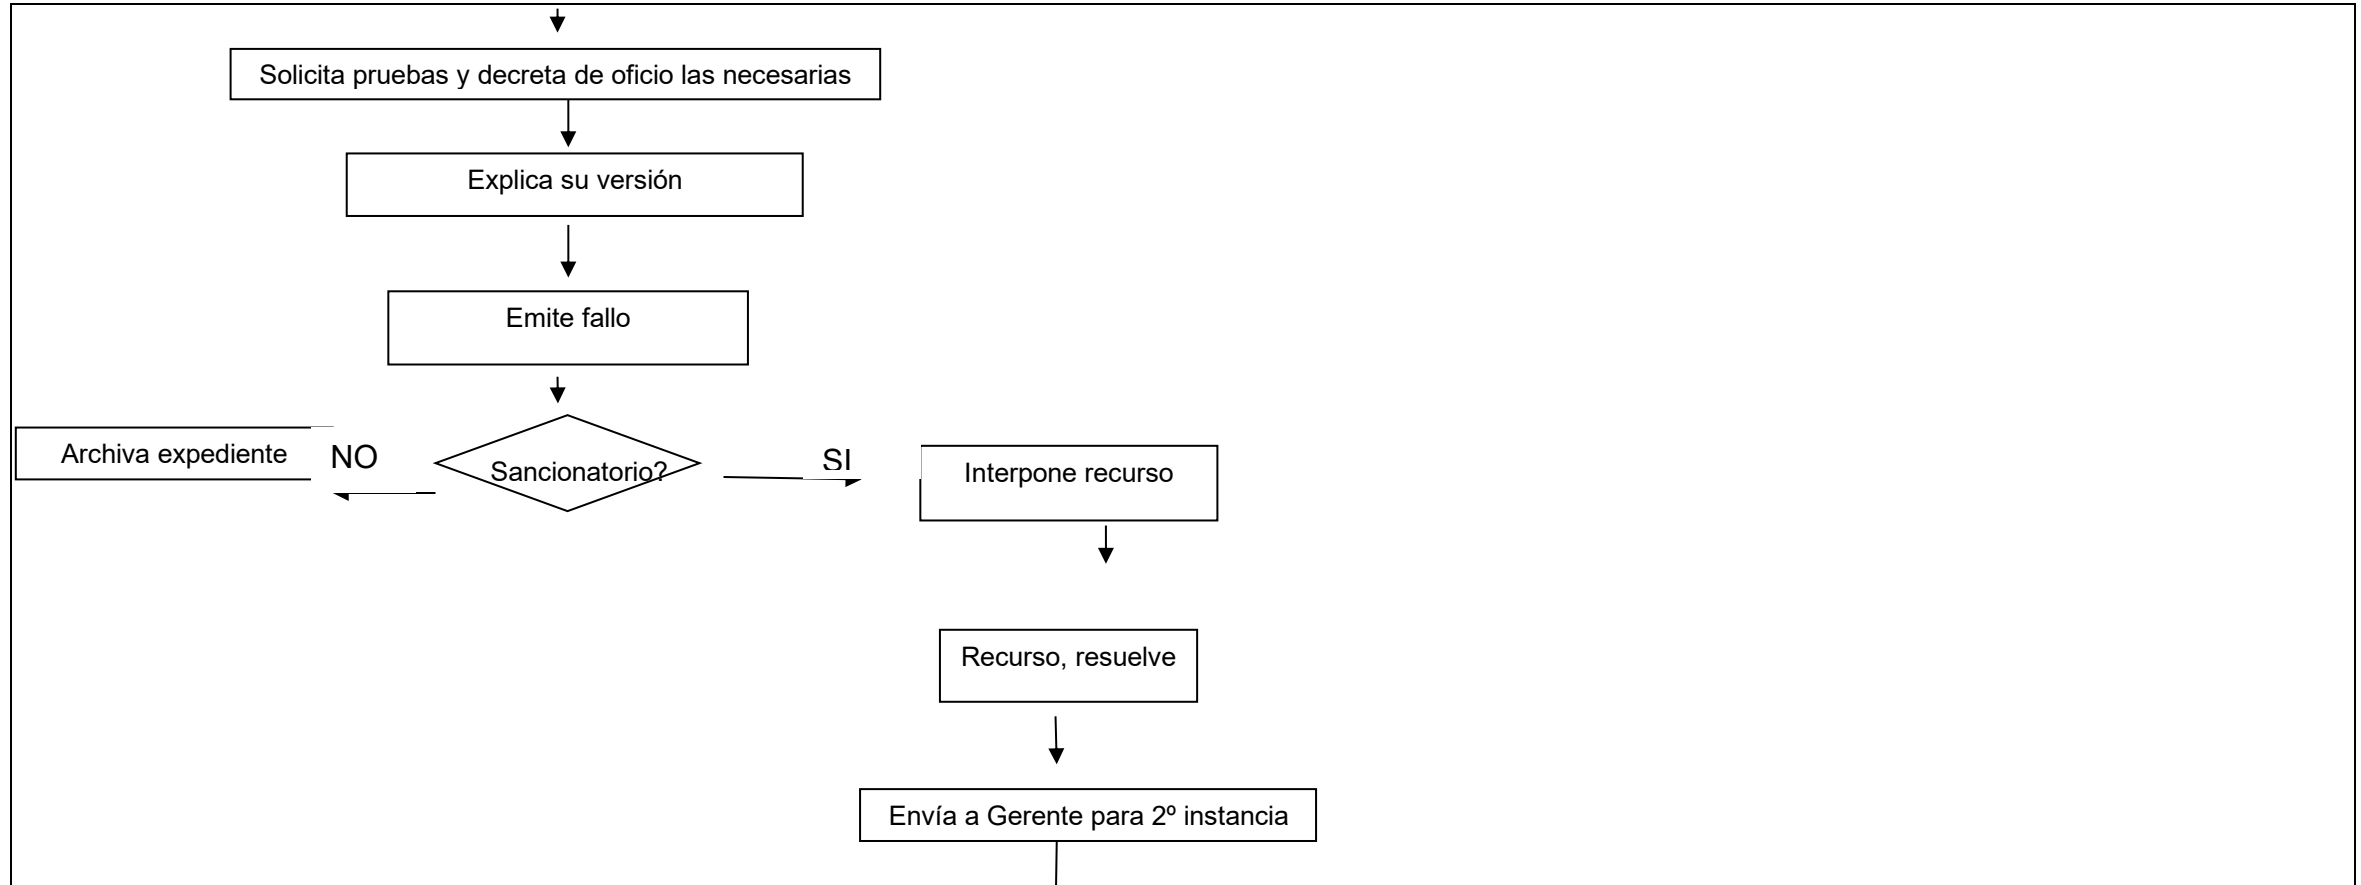 Solicita pruebas y decreta de oficio las necesarias
Explica su versión
Emite fallo
Archiva expediente
NO
Sancionatorio?
SI
Interpone recurso
Recurso, resuelve
Envía a Gerente para 2º instancia